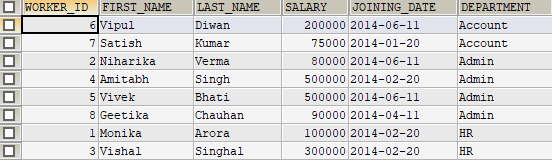 WORKER_ID FIRST_NAME LAST_NAME SALARY JOINING_DATE DEPARTMENT
6 Vipul Diwan 200000 2014-06-11 Account
7 Satish Kumar 75000 2014-01-20 Account
2 Niharika Verma 80000 2014-06-11 Admin
4 Amitabh Singh 500000 2014-02-20 Admin
5 Vivek Bhati 500000 2014-06-11 Admin
8 Geetika Chauhan 90000 2014-04-11 Admin
1 Monika Arora 100000 2014-02-20 HR
3 Vishal Singhal 300000 2014-02-20 HR